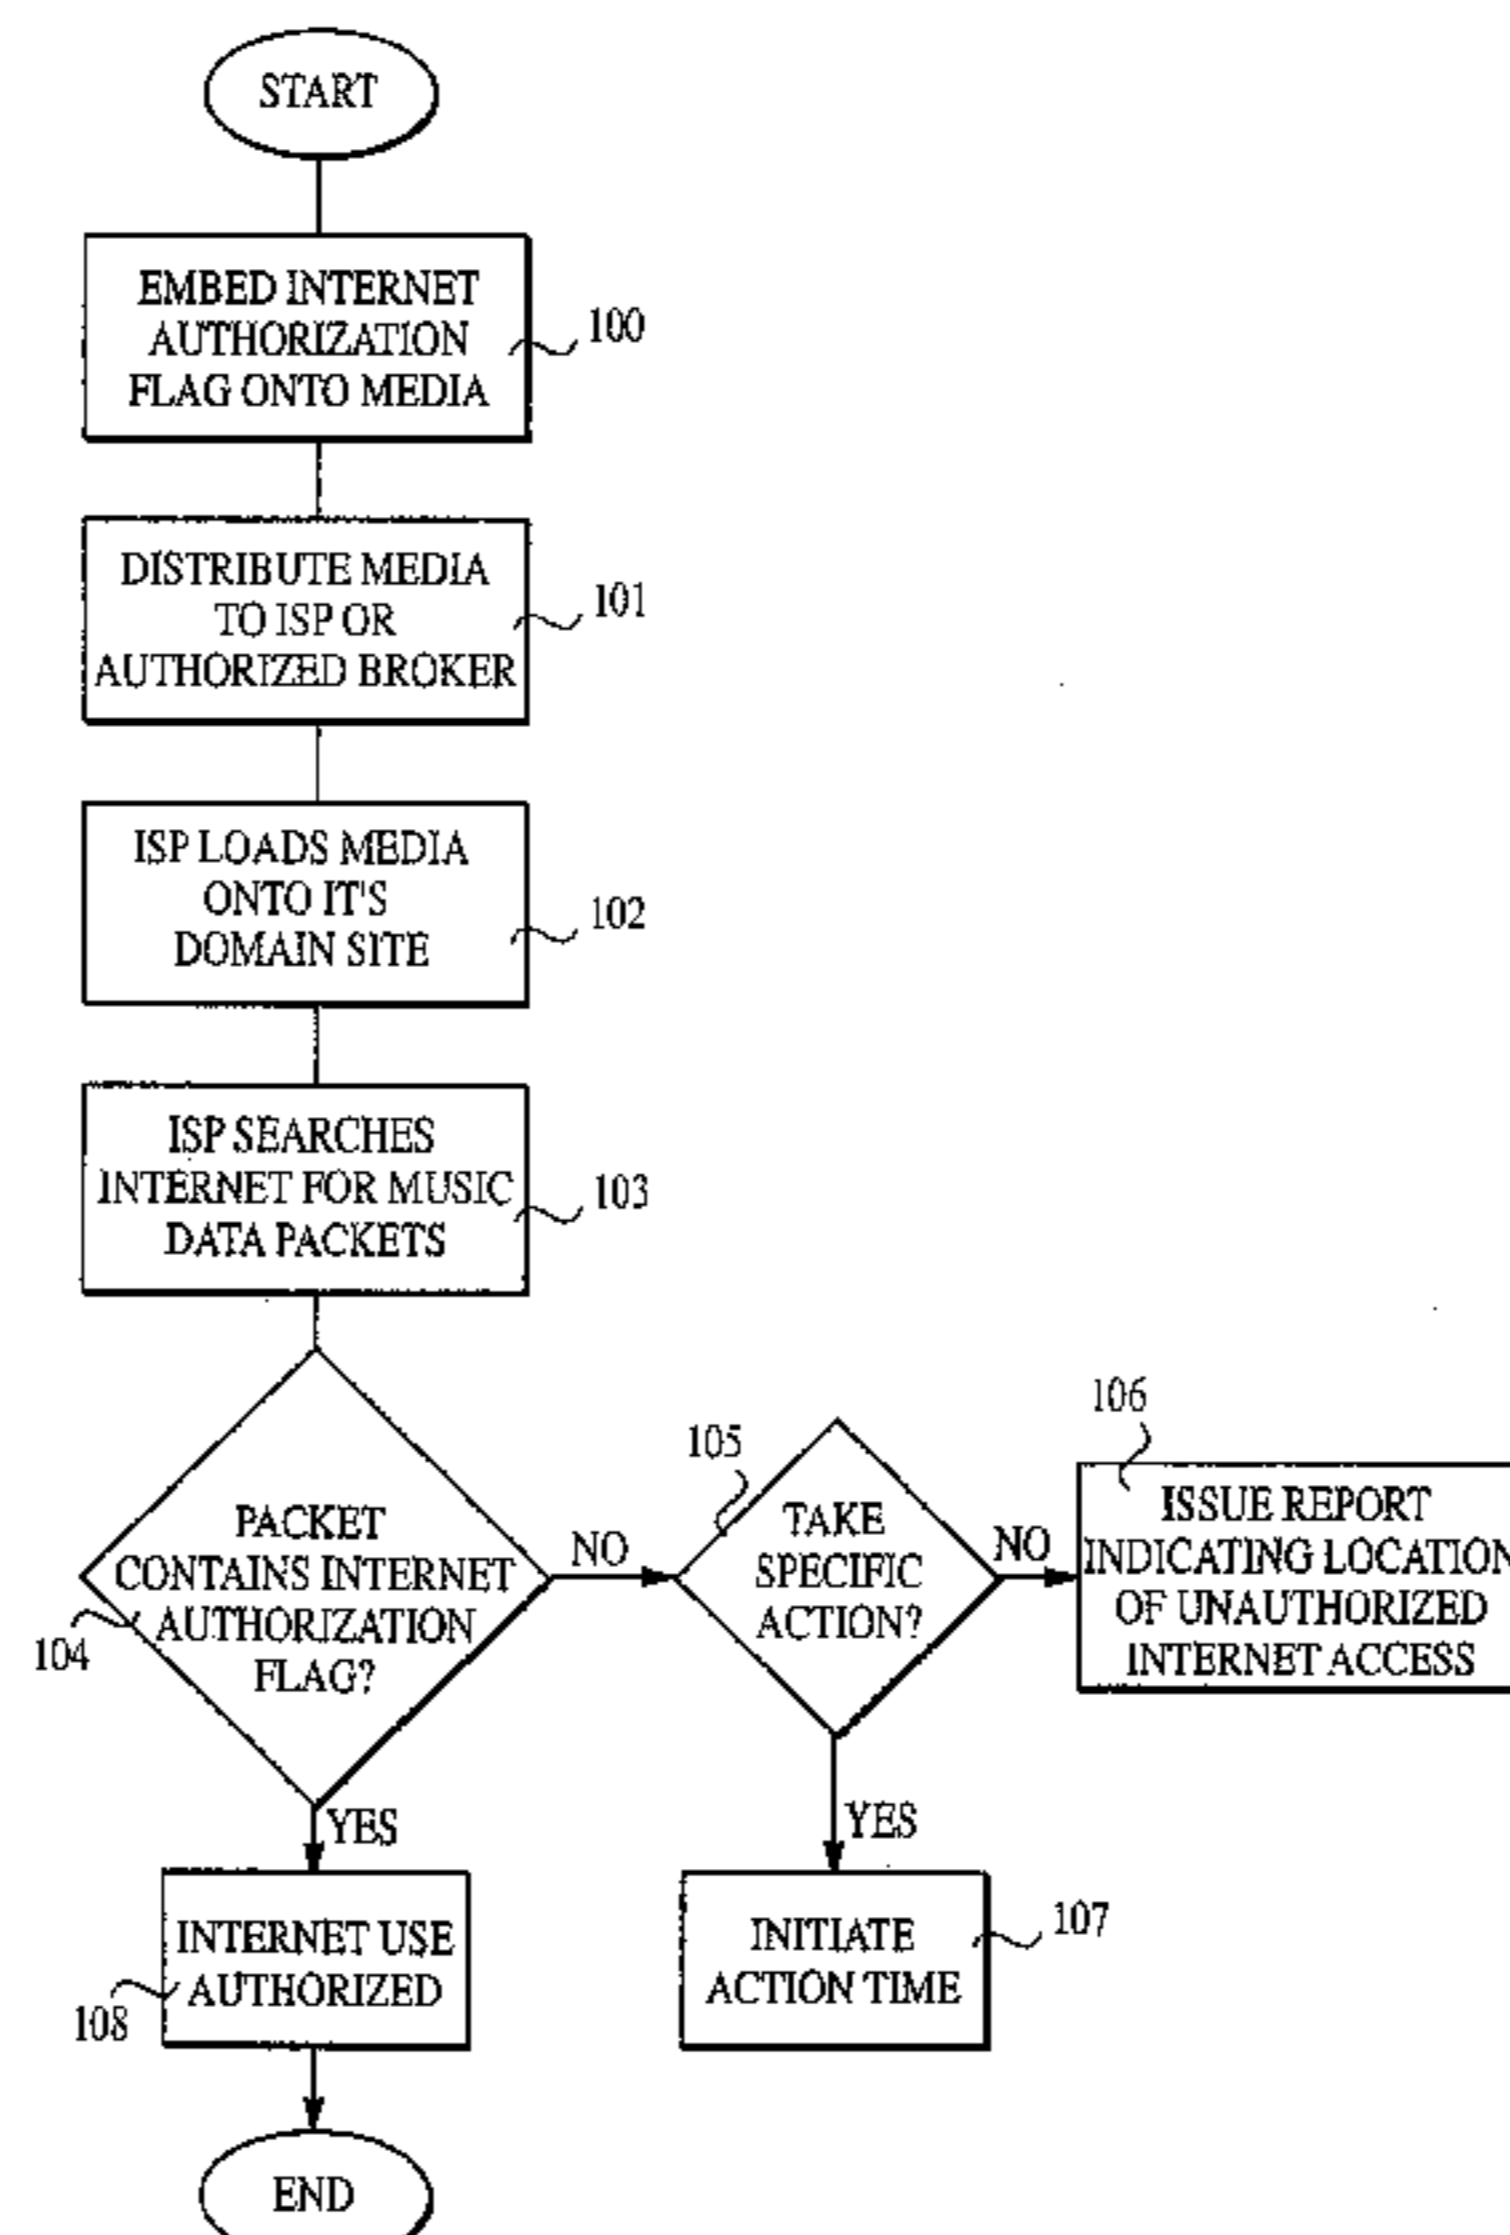 START
EMBED INTERNET
AUTHORIZATION
FLAG ONTO MEDIA
100
DISTRIBUTE MEDIA
TO ISP OR
AUTHORIZED BROKER
101
ISP LOADS MEDIA
ONTO IT'S
DOMAIN SITE
102
ISP SEARCHES
INTERNET FOR MUSIC
DATA PACKETS
103
PACKET
CONTAINS INTERNET
AUTHORIZATION
FLAG?
104
NO
105
TAKE
SPECIFIC
ACTION?
NO
106
ISSUE REPORT
INDICATING LOCATION
OF UNAUTHORIZED
INTERNET ACCESS
YES
YES
INTERNET USE
AUTHORIZED
108
INITIATE
ACTION TIME
107
END